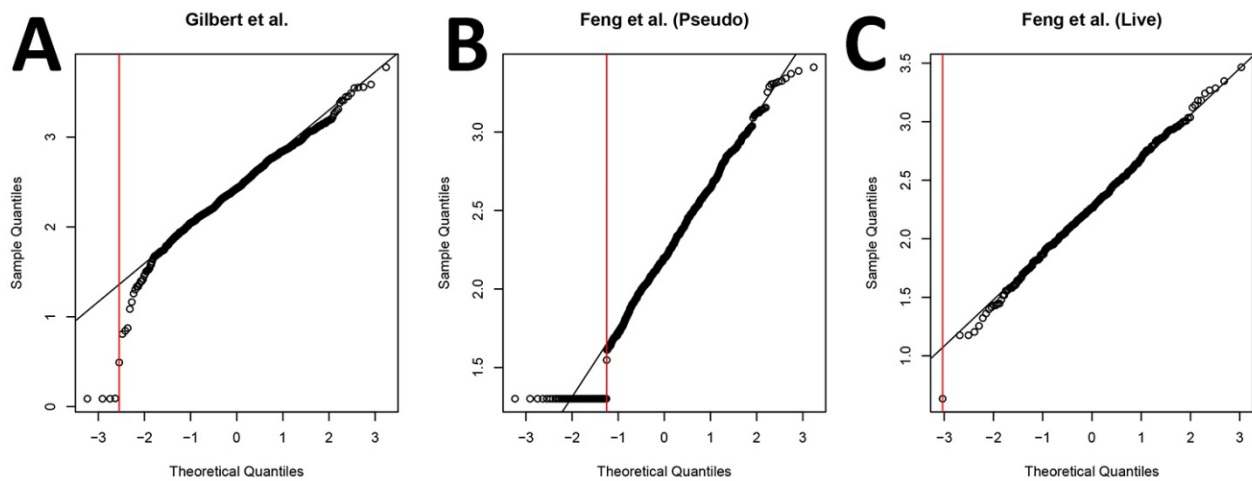 A
Gilbert et al.
Sample Quantiles
3
2
1
0
−3 −2 −1 0 1 2 3
Theoretical Quantiles
B
Feng et al. (Pseudo)
Sample Quantiles
3.0
2.5
2.0
1.5
−3 −2 −1 0 1 2 3
Theoretical Quantiles
C
Feng et al. (Live)
Sample Quantiles
3.5
3.0
2.5
2.0
1.5
1.0
−3 −2 −1 0 1 2 3
Theoretical Quantiles